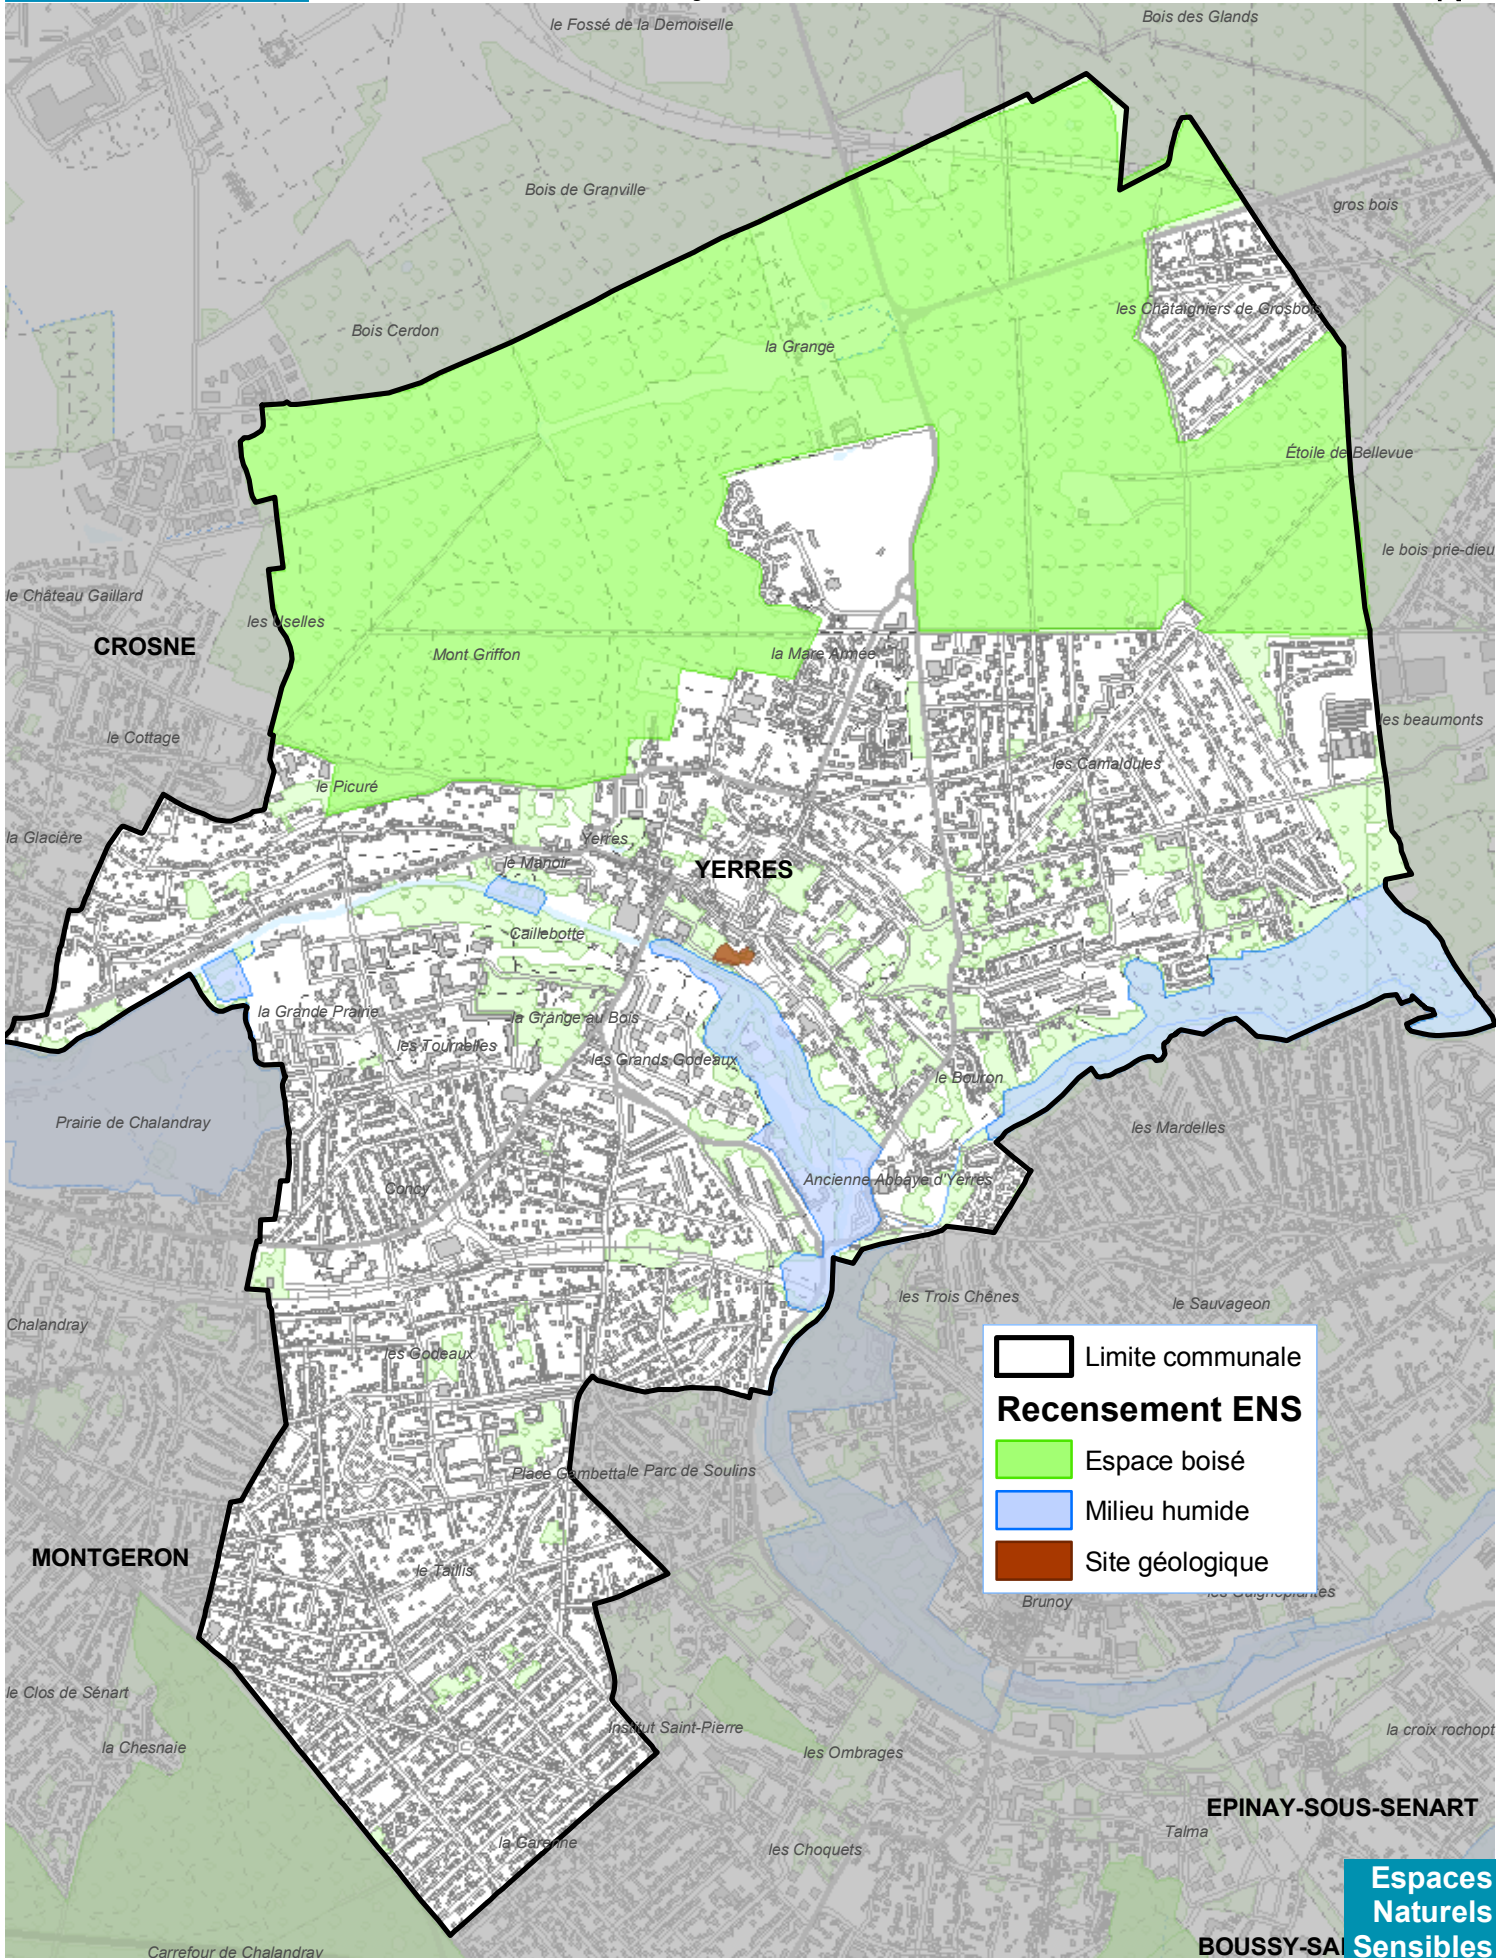 le Fossé de la Demoiselle
Bois des Glands
Bois de Granville
gros bois
Bois Cerdon
les Châtaigniers de Grosbois
la Grange
Étoile de Bellevue
le bois prie-dieu
le Château Gaillard
les Uselles
CROSNE
Mont Griffon
la Mare Armée
les beaumonts
le Cottage
les Camaldules
le Picuré
la Glacière
Yerres
le Manoir
YERRES
Caillebotte
la Grande Prairie
la Grange au Bois
les Tournelles
les Grands Godeaux
le Bouron
Prairie de Chalandray
les Mardelles
Concy
Ancienne Abbaye d'Yerres
les Trois Chênes
le Sauvageon
Chalandray
les Godeaux
Limite communale
Recensement ENS
Espace boisé
Milieu humide
Site géologique
Place Gambetta
le Parc de Soulins
MONTGERON
le Taillis
Brunoy
le Clos de Sénart
la Chesnaie
Institut Saint-Pierre
les Ombrages
la croix rochopt
EPINAY-SOUS-SENART
Talma
la Garenne
les Choquets
Carrefour de Chalandray
BOUSSY-SAI
Espaces
Naturels
Sensibles